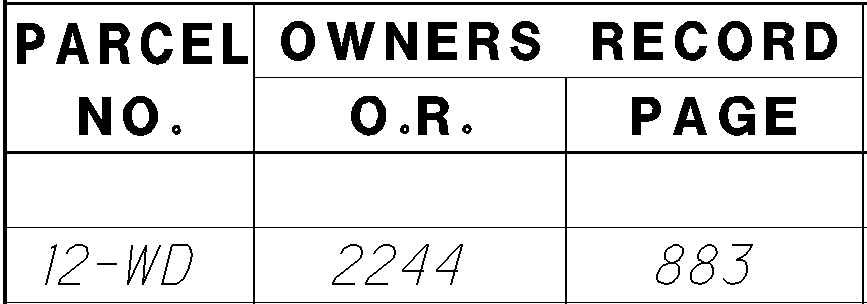 PARCEL NO.
OWNERS RECORD
O.R.
PAGE
12-WD
2244
883